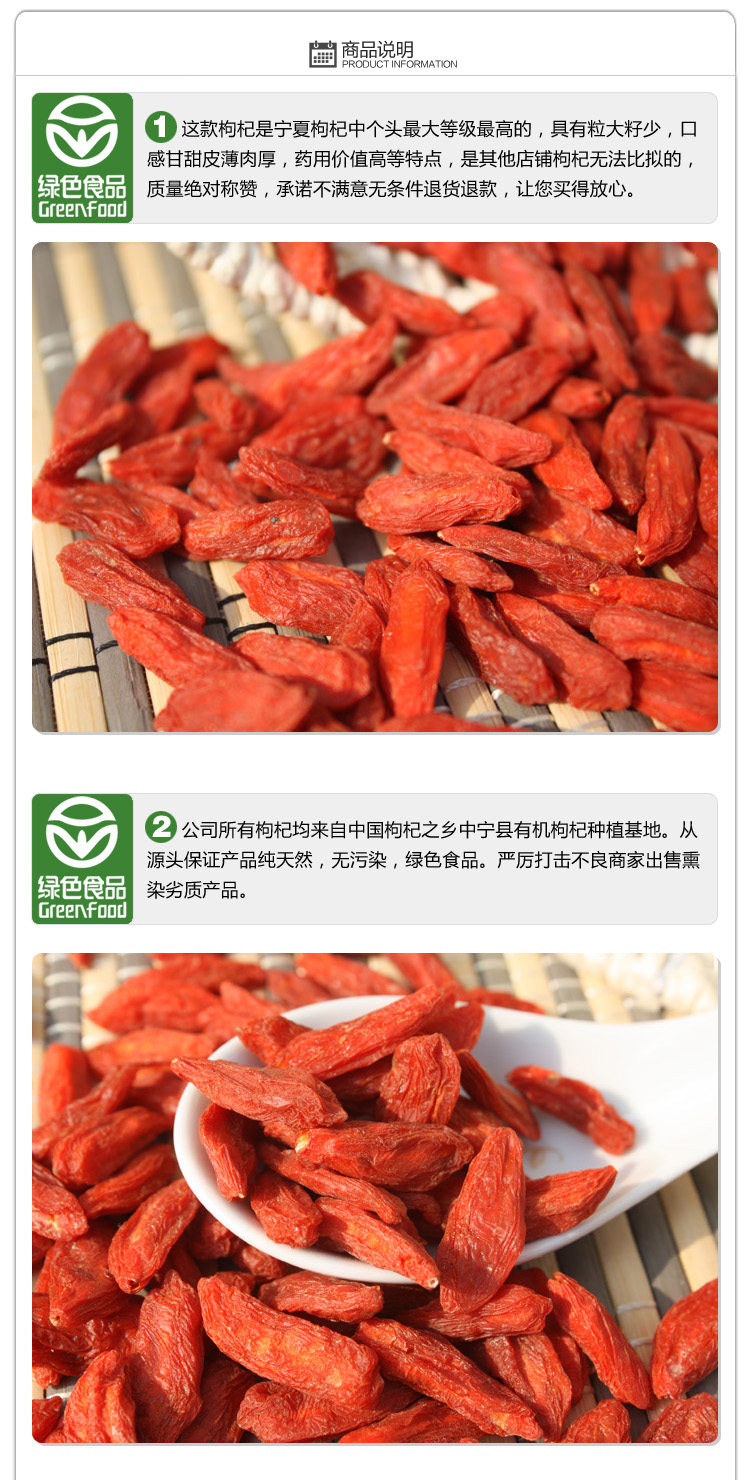 商品说明
PRODUCT INFORMATION
绿色食品
Greenfood
1 这款枸杞是宁夏枸杞中个头最大等级最高的，具有粒大籽少，口
感甘甜皮薄肉厚，药用价值高等特点，是其他店铺枸杞无法比拟的，
质量绝对称赞，承诺不满意无条件退货退款，让您买得放心。
绿色食品
Greenfood
2 公司所有枸杞均来自中国枸杞之乡中宁县有机枸杞种植基地。从
源头保证产品纯天然，无污染，绿色食品。严厉打击不良商家出售熏
染劣质产品。